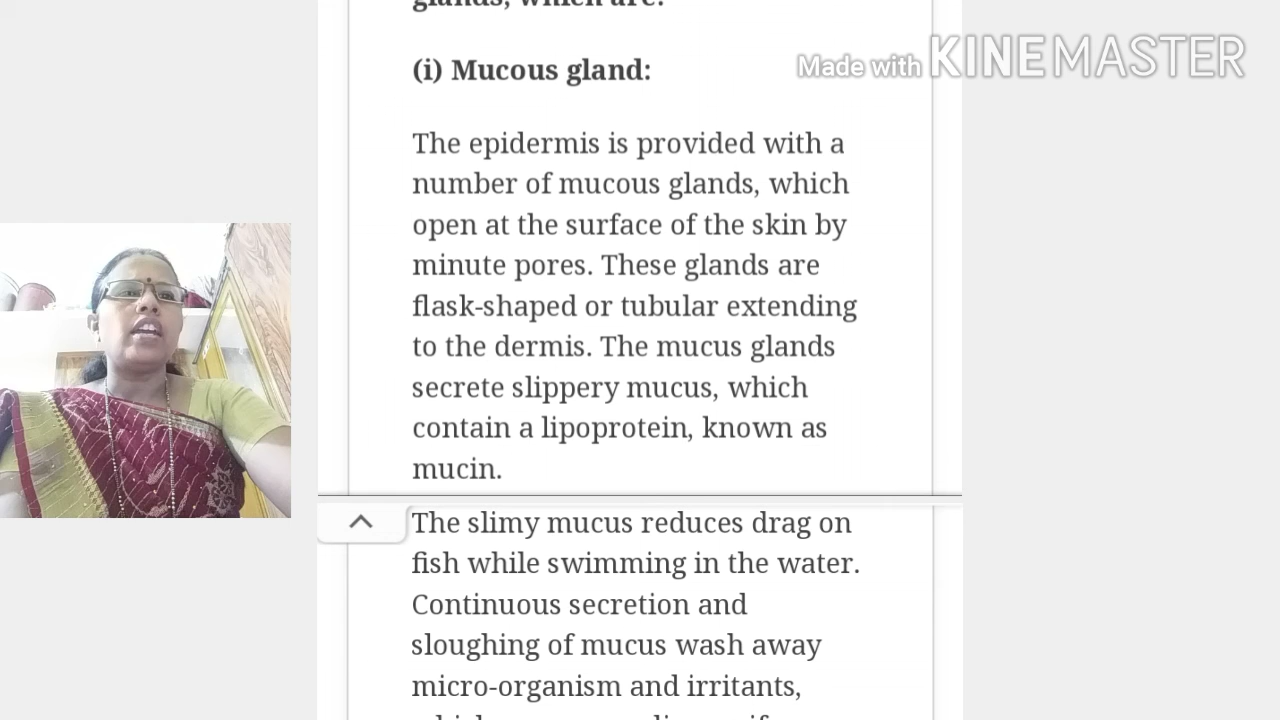 glands, which are:
(i) Mucous gland:
Made with KINEMASTER
The epidermis is provided with a
number of mucous glands, which
open at the surface of the skin by
minute pores. These glands are
flask-shaped or tubular extending
to the dermis. The mucus glands
secrete slippery mucus, which
contain a lipoprotein, known as
mucin.
The slimy mucus reduces drag on
fish while swimming in the water.
Continuous secretion and
sloughing of mucus wash away
micro-organism and irritants,